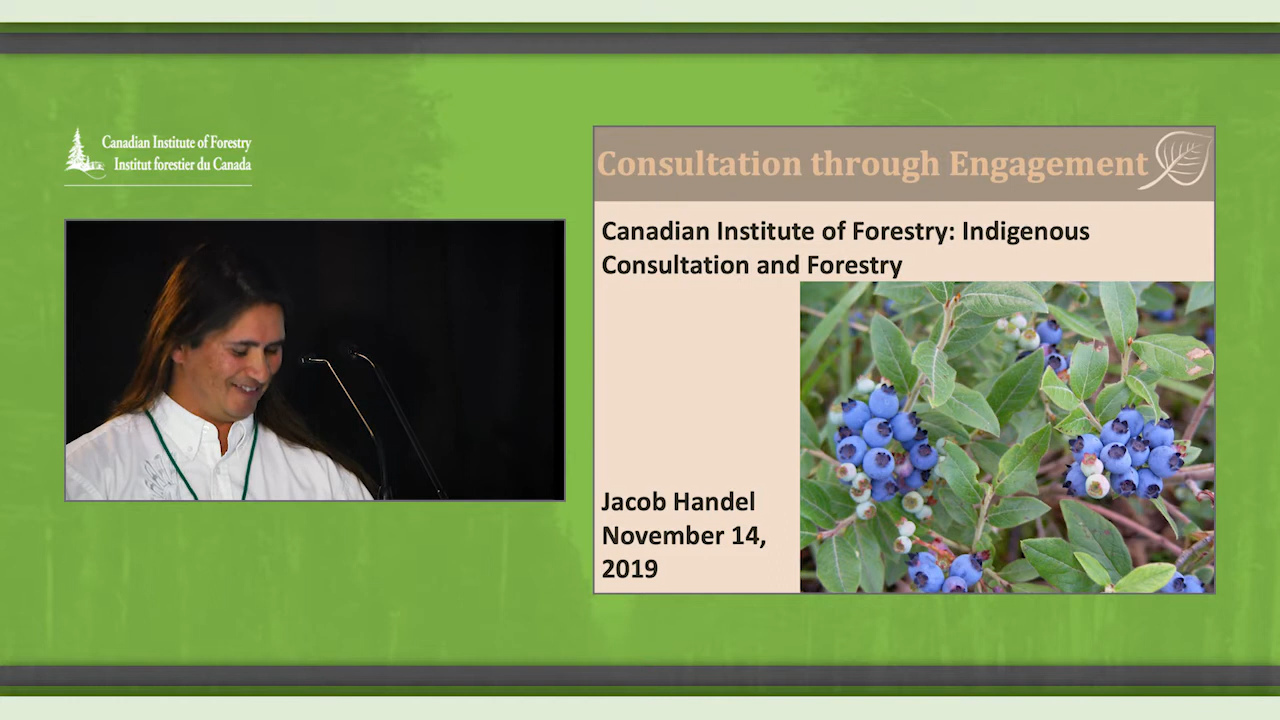 Canadian Institute of Forestry
Institut forestier du Canada
Consultation through Engagement
Canadian Institute of Forestry: Indigenous
Consultation and Forestry
Jacob Handel
November 14,
2019